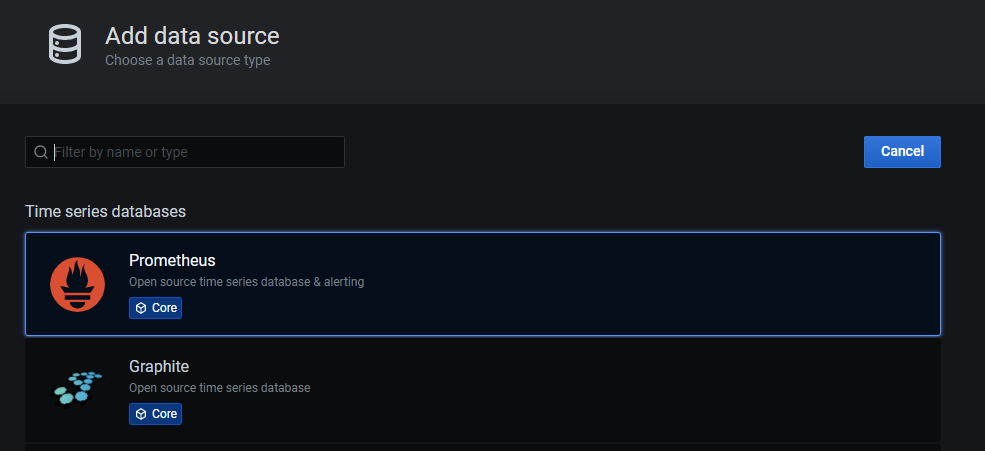 Add data source
Choose a data source type
Filter by name or type
Cancel
Time series databases
Prometheus
Open source time series database & alerting
Core
Graphite
Open source time series database
Core